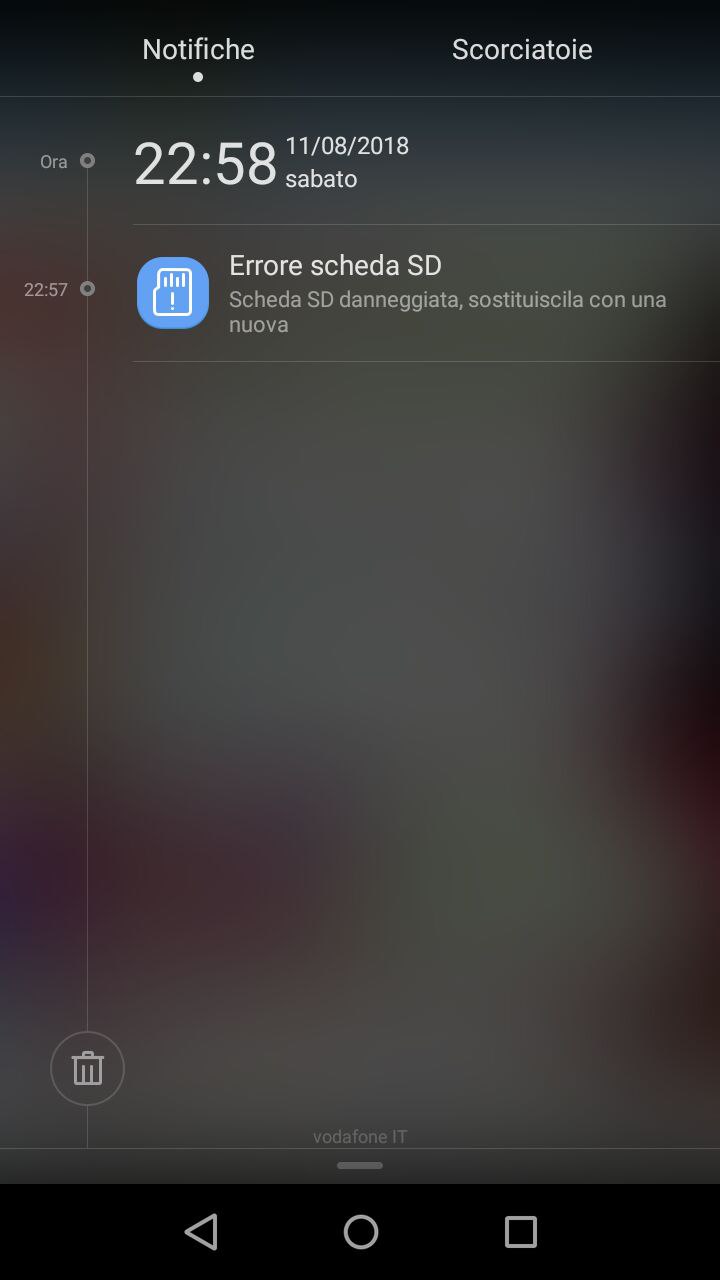 Notifiche
Scorciatoie
Ora
22:58
11/08/2018
sabato
22:57
Errore scheda SD
Scheda SD danneggiata, sostituiscila con una
nuova
vodafone IT